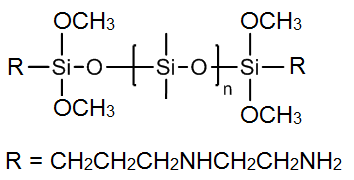 OCH3 OCH3
R Si O Si O Si R
n
OCH3 OCH3
R = CH2CH2CH2NHCH2CH2NH2